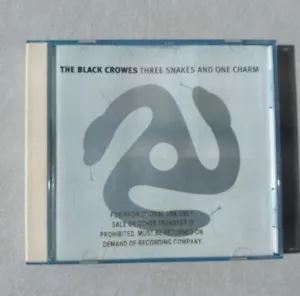 THE BLACK CROWES THREE SNAKES AND ONE CHARM
FOR PROMOTIONAL USE ONLY
SALE OR OTHER TRANSFER IS
PROHIBITED. MUST BE RETURNED ON
DEMAND OF RECORDING COMPANY.